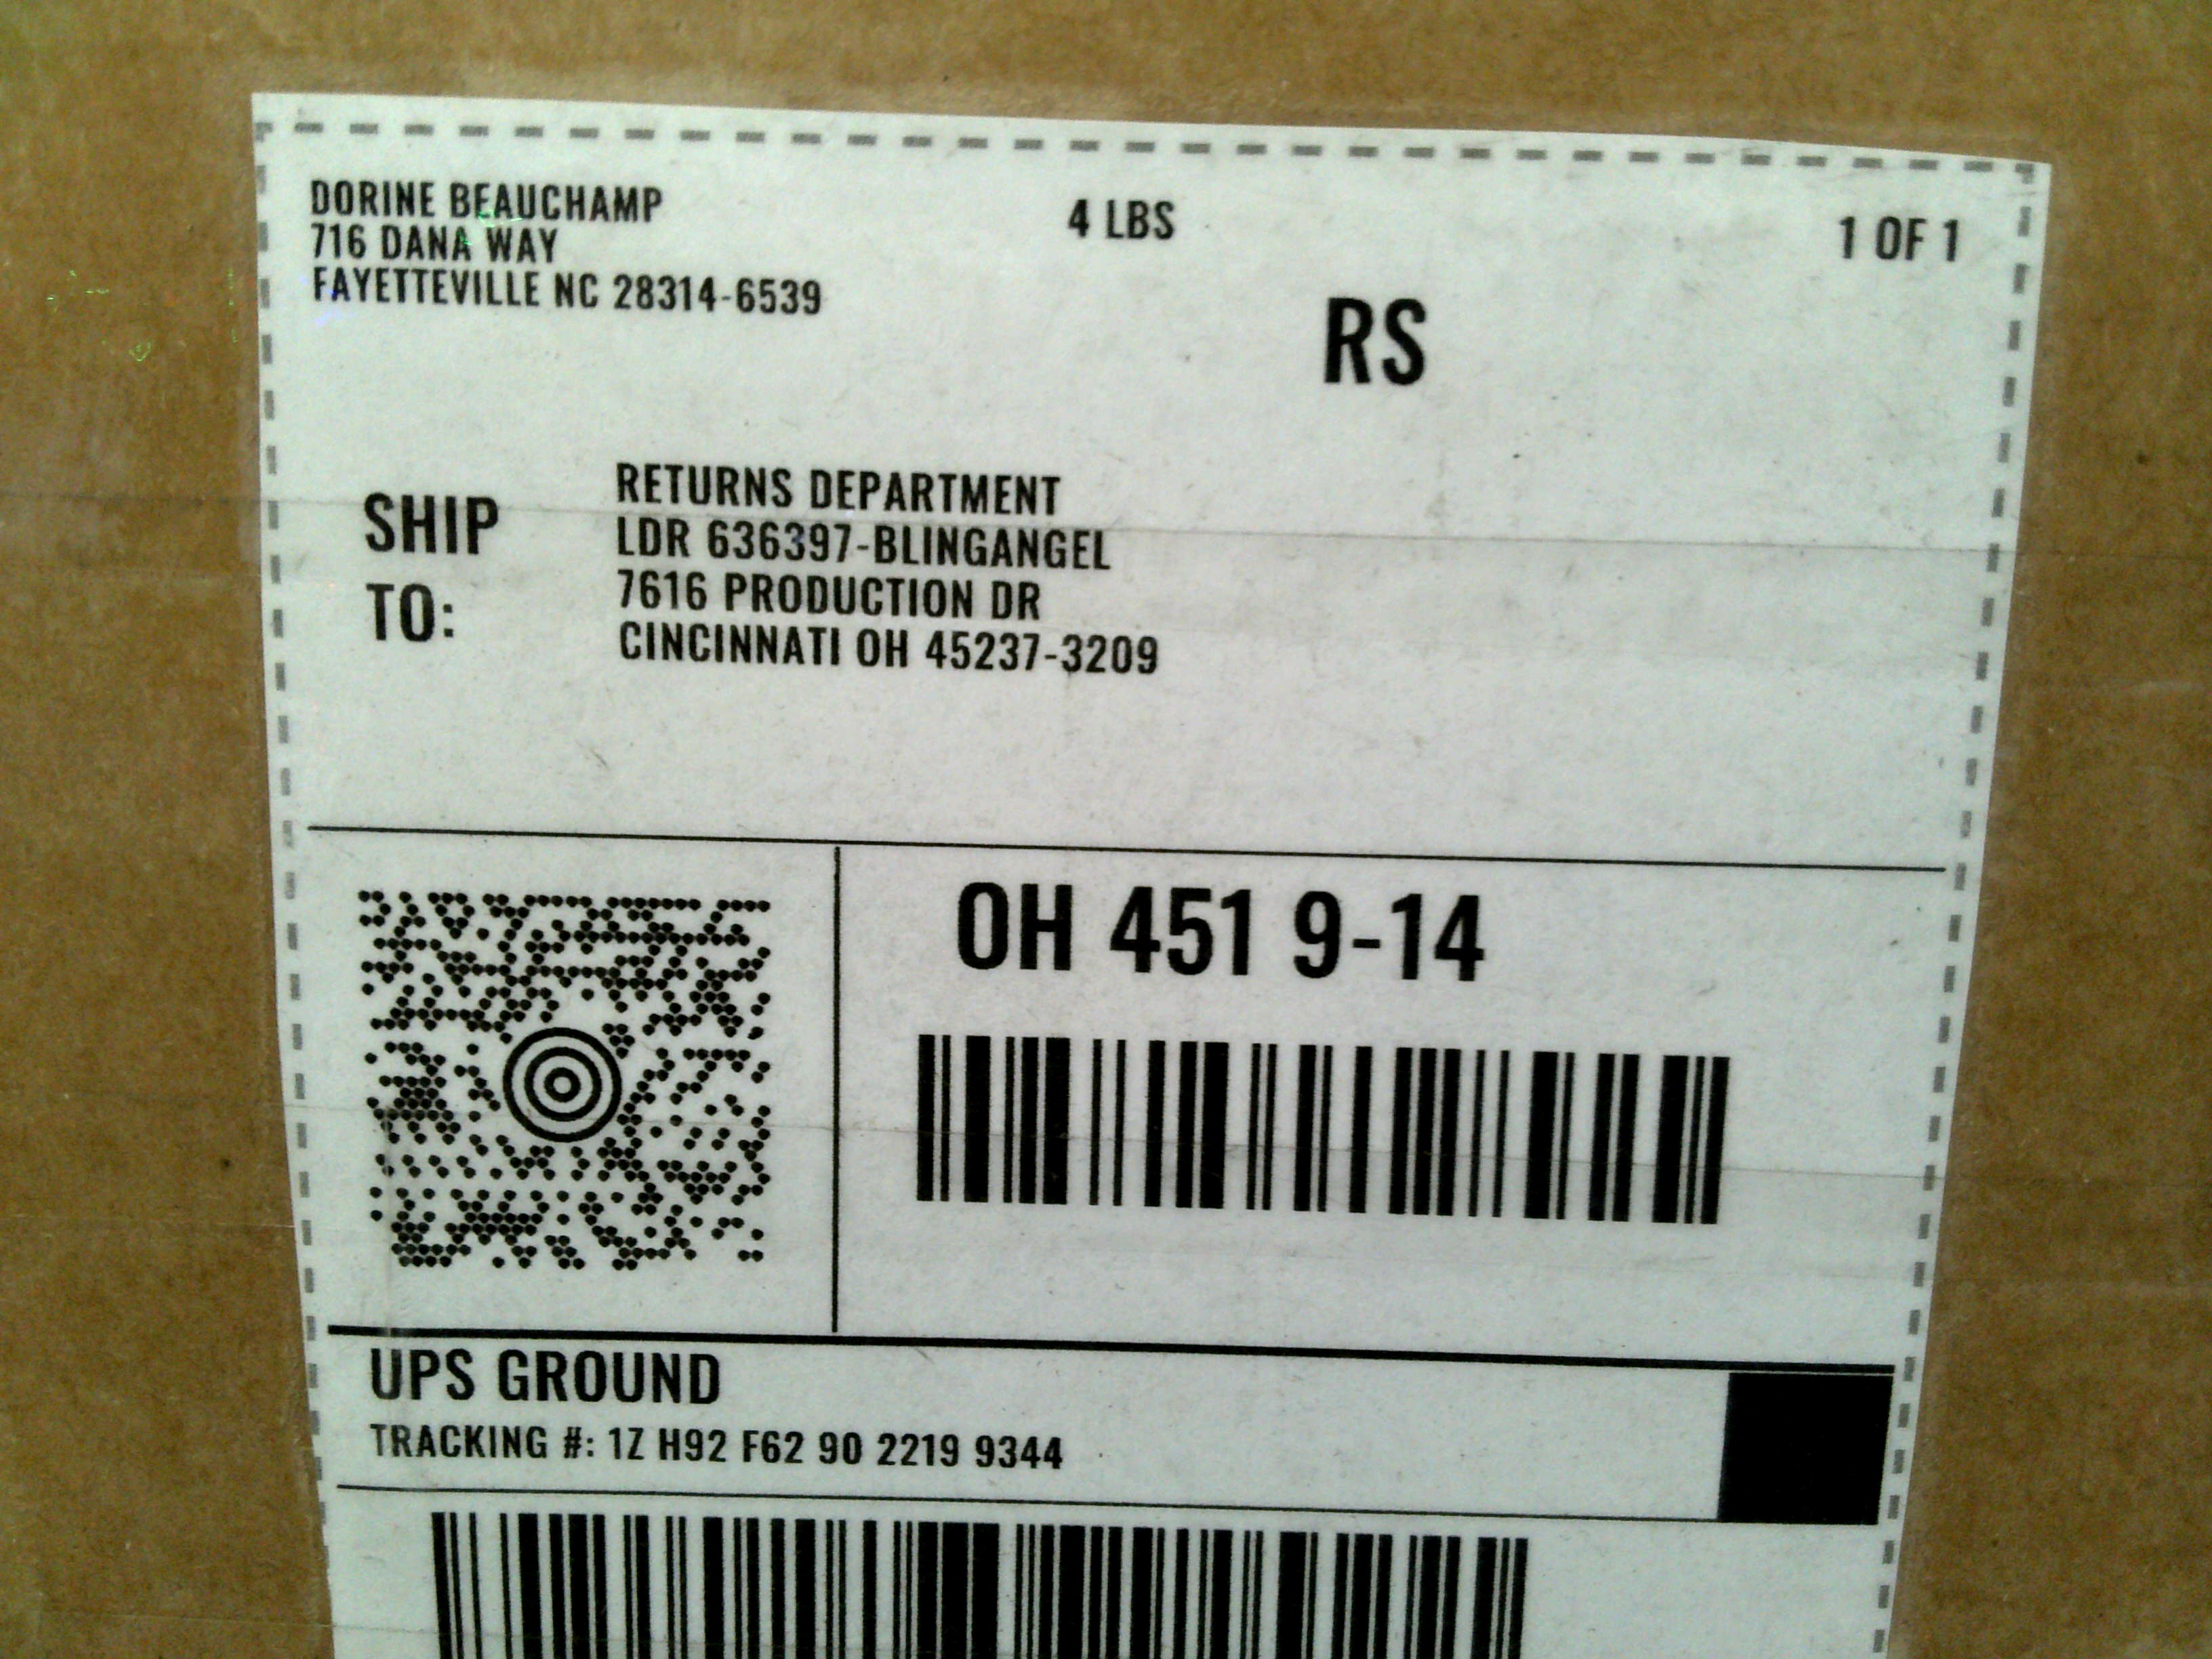 DORINE BEAUCHAMP
716 DANA WAY
FAYETTEVILLE NC 28314-6539
4 LBS
1 OF 1
RS
SHIP TO:
RETURNS DEPARTMENT
LDR 636397-BLINGANGEL
7616 PRODUCTION DR
CINCINNATI OH 45237-3209
OH 451 9-14
UPS GROUND
TRACKING #: 1Z H92 F62 90 2219 9344